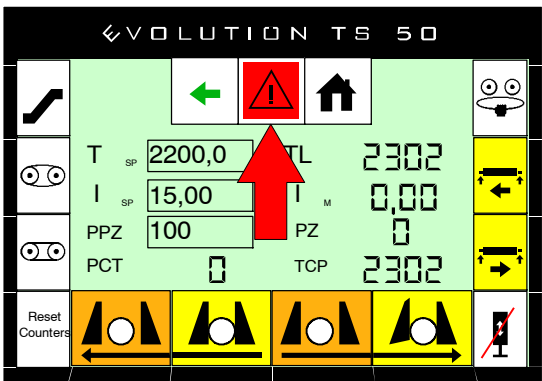 EVOLUTION TS 50
T SP 2200,0 TL 2302
I SP 15,00 I M 0,00
PPZ 100 PZ 0
PCT 0 TCP 2302
Reset
Counters